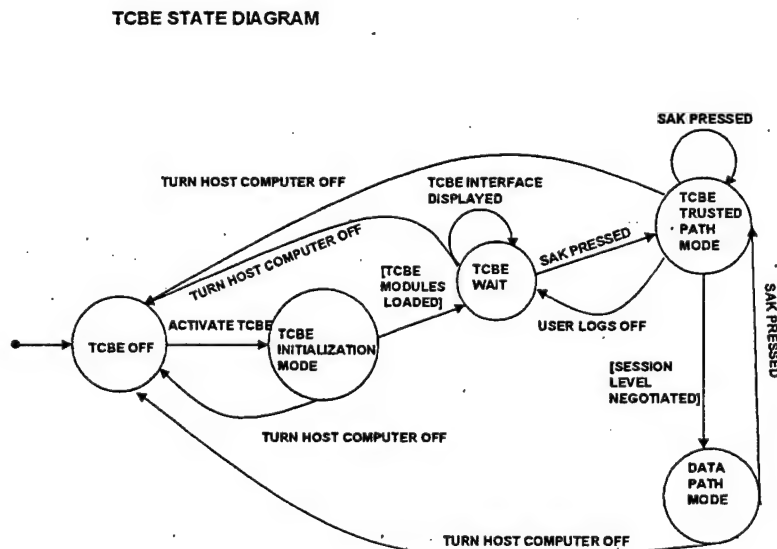 TCBE STATE DIAGRAM
SAK PRESSED
TURN HOST COMPUTER OFF
TCBE INTERFACE
DISPLAYED
TCBE
TRUSTED
PATH
MODE
TURN HOST COMPUTER OFF
[TCBE
MODULES
LOADED]
TCBE
WAIT
SAK PRESSED
TCBE OFF
ACTIVATE TCBE
TCBE
INITIALIZATION
MODE
USER LOGS OFF
SAK PRESSED
[SESSION
LEVEL
NEGOTIATED]
TURN HOST COMPUTER OFF
DATA
PATH
MODE
TURN HOST COMPUTER OFF